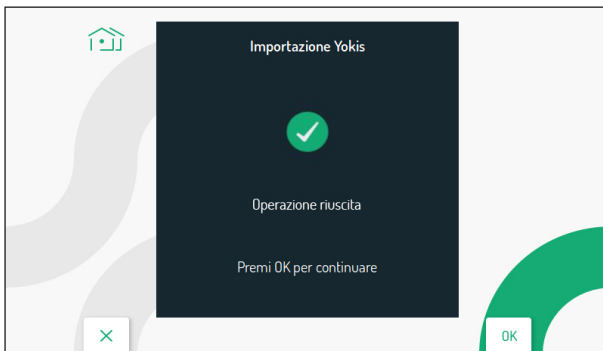 Importazione Yokis
Operazione riuscita
Premi OK per continuare
OK